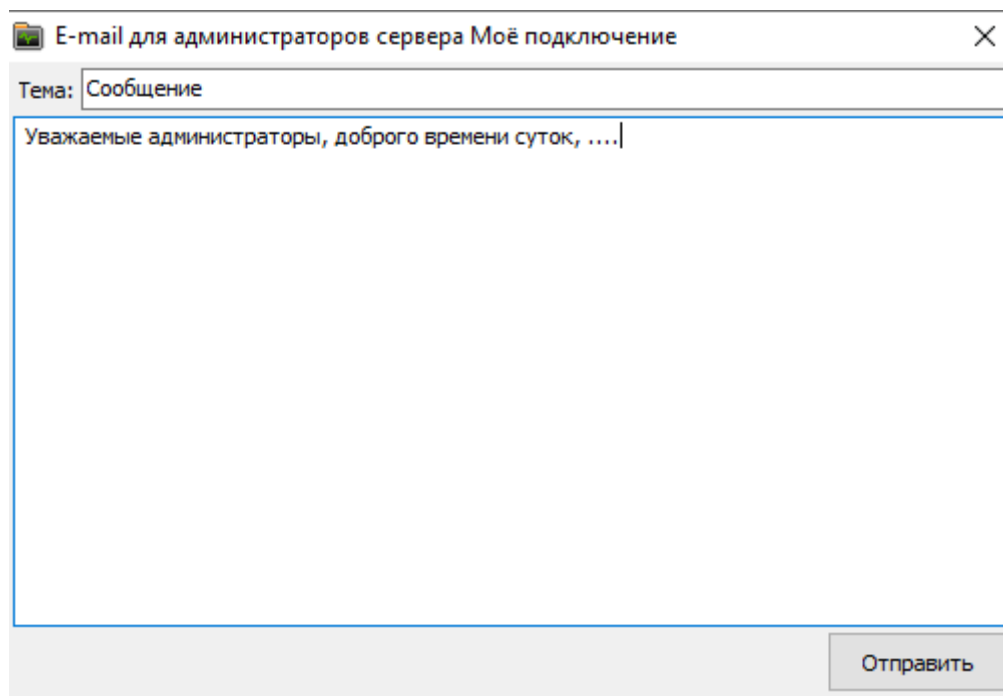 E-mail для администраторов сервера Моё подключение
Тема: Сообщение
Уважаемые администраторы, доброго времени суток, ....
Отправить